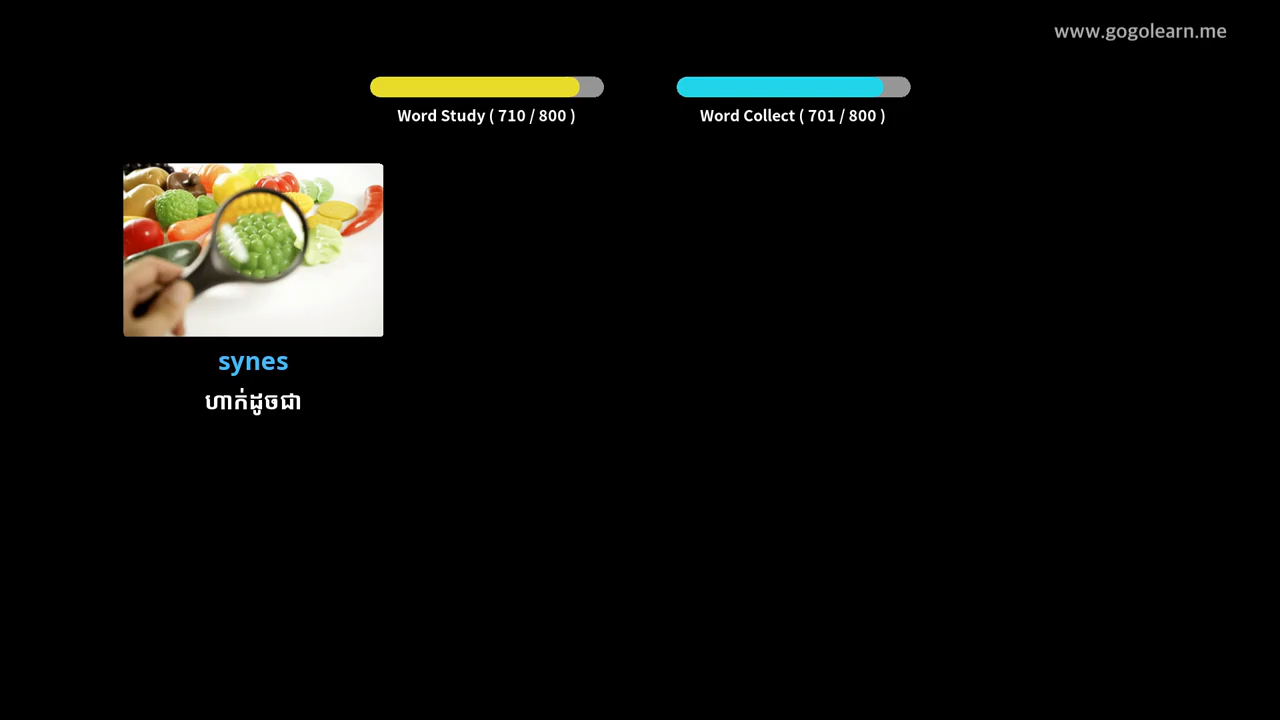 www.gogolearn.me
Word Study ( 710 / 800 )
Word Collect ( 701 / 800 )
synes
ហាក់ដូចជា